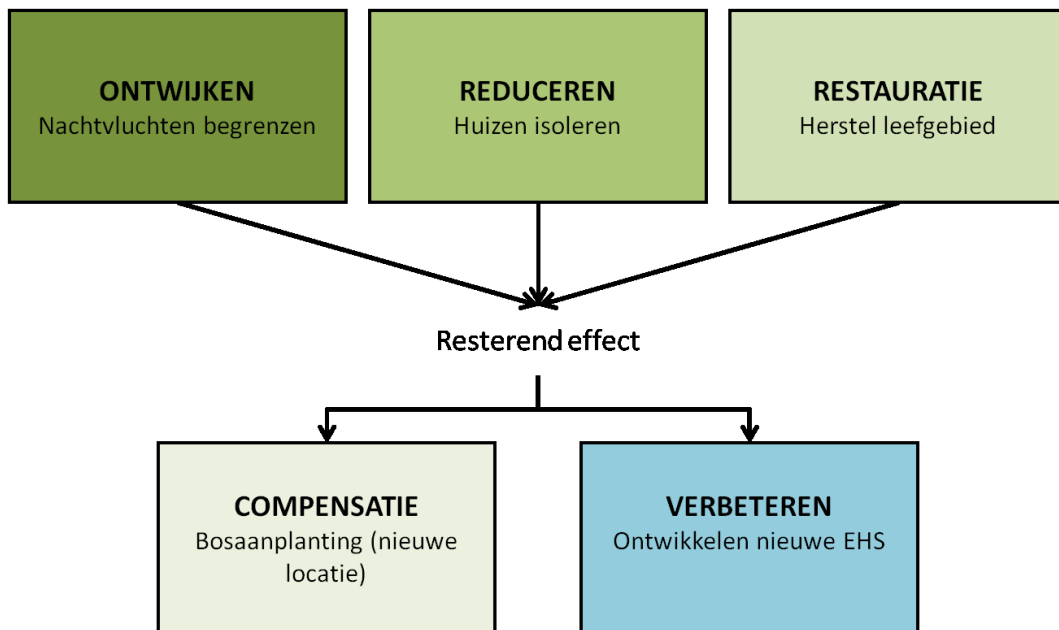 ONTWIJKEN
Nachtvluchten begrenzen
REDUCEREN
Huizen isoleren
RESTAURATIE
Herstel leefgebied
Resterend effect
COMPENSATIE
Bosaanplanting (nieuwe
locatie)
VERBETEREN
Ontwikkelen nieuwe EHS